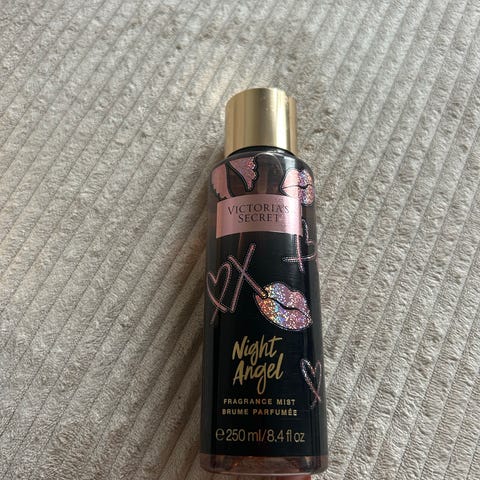 VICTORIA'S
SECRET
X
X
Night
Angel
FRAGRANCE MIST
BRUME PARFUMÉE
e 250 ml/8.4 fl oz